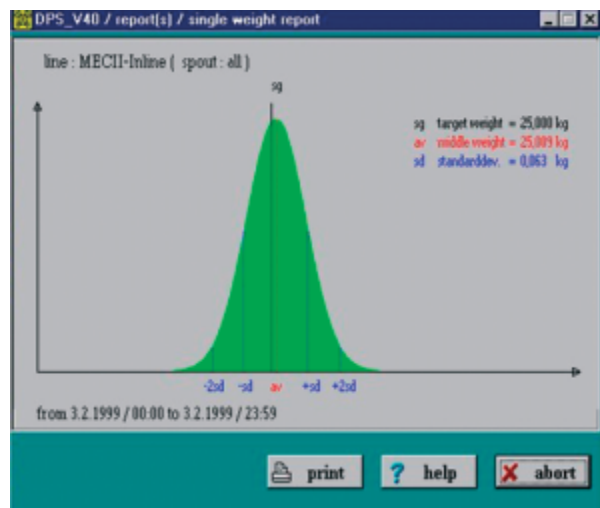 DPS_V40 / report(s) / single weight report
line : MECII-Inline ( spout : all )
sg
sg target weight = 25,000 kg
av middle weight = 25,009 kg
sd standarddev. = 0,063 kg
-2sd -sd av +sd +2sd
from 3.2.1999 / 00:00 to 3.2.1999 / 23:59
print help abort